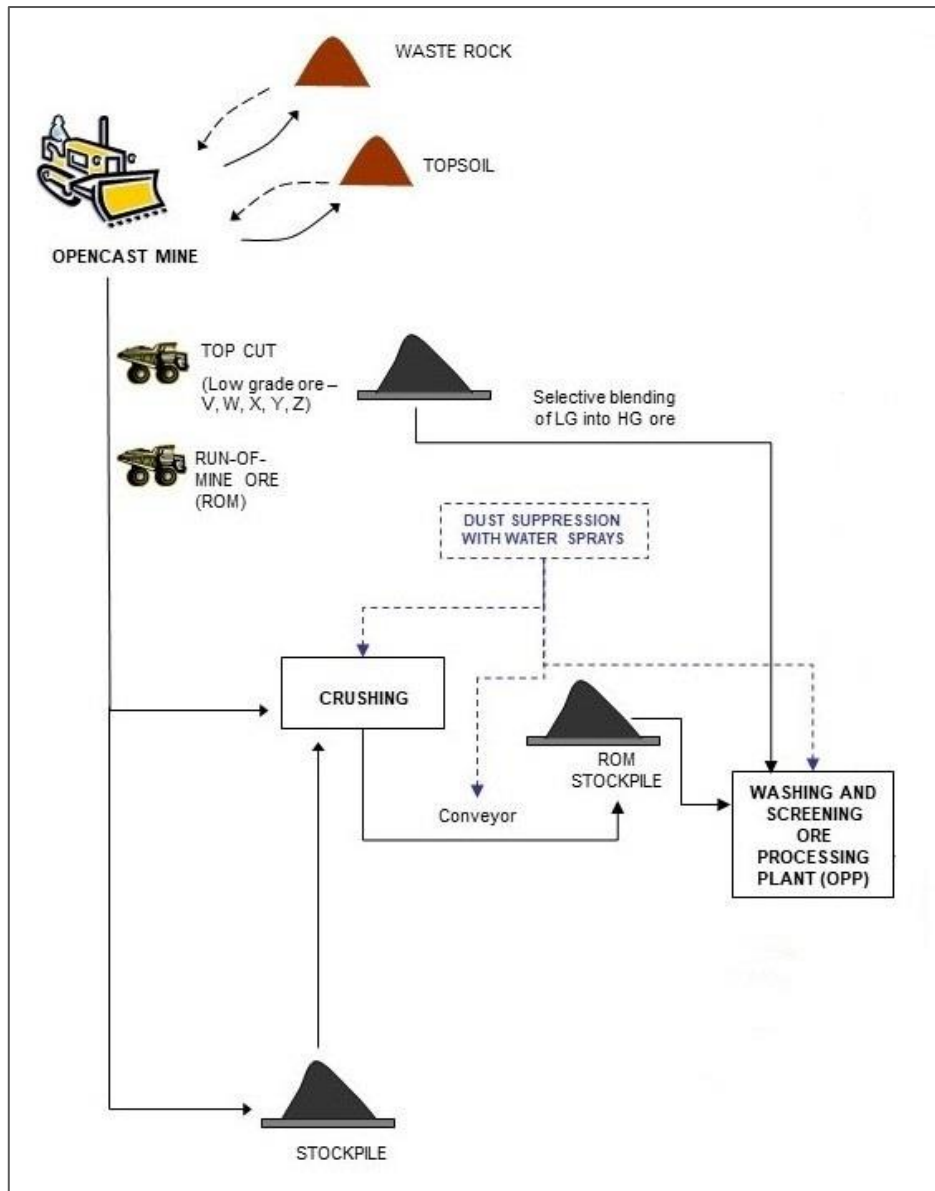 WASTE ROCK
TOPSOIL
OPENCAST MINE
TOP CUT
(Low grade ore –
V, W, X, Y, Z)
Selective blending
of LG into HG ore
RUN-OF-
MINE ORE
(ROM)
DUST SUPPRESSION
WITH WATER SPRAYS
CRUSHING
ROM
STOCKPILE
Conveyor
WASHING AND
SCREENING
ORE
PROCESSING
PLANT (OPP)
STOCKPILE